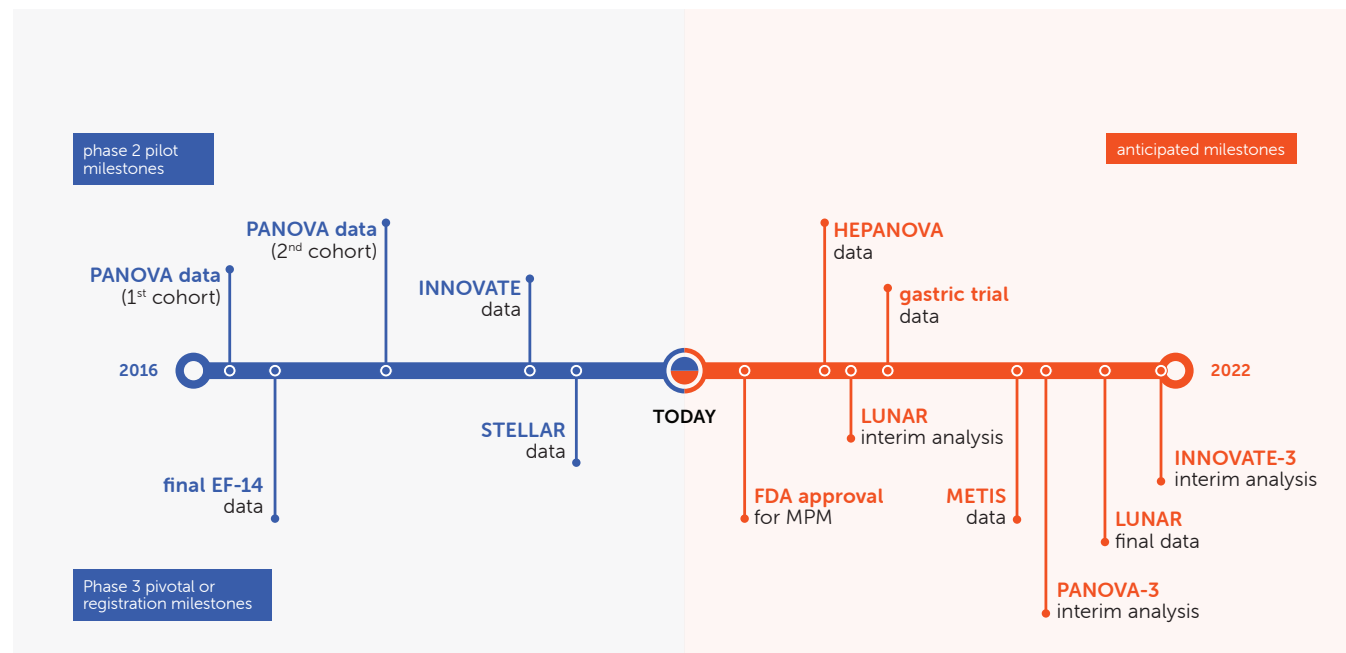 phase 2 pilot
milestones
anticipated milestones
PANOVA data
(1st cohort)
PANOVA data
(2nd cohort)
INNOVATE
data
HEPANOVA
data
gastric trial
data
2016
TODAY
2022
final EF-14
data
STELLAR
data
FDA approval
for MPM
LUNAR
interim analysis
METIS
data
PANOVA-3
interim analysis
LUNAR
final data
INNOVATE-3
interim analysis
Phase 3 pivotal or
registration milestones